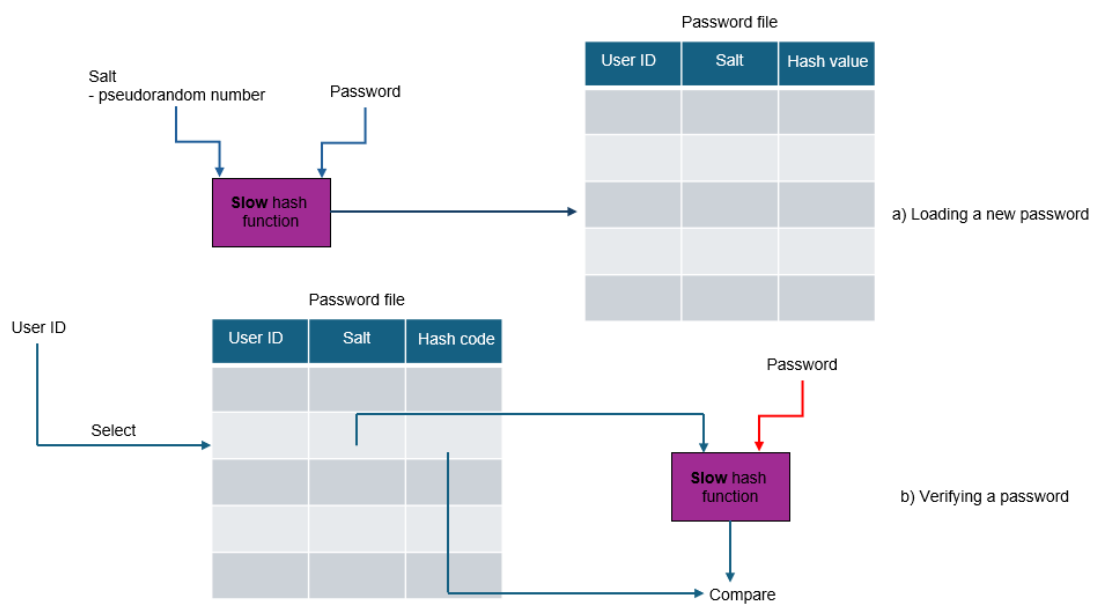 Password file
User ID Salt Hash value
Salt
- pseudorandom number
Password
Slow hash
function
a) Loading a new password
Password file
User ID
User ID Salt Hash code
Password
Select
Slow hash
function
b) Verifying a password
Compare